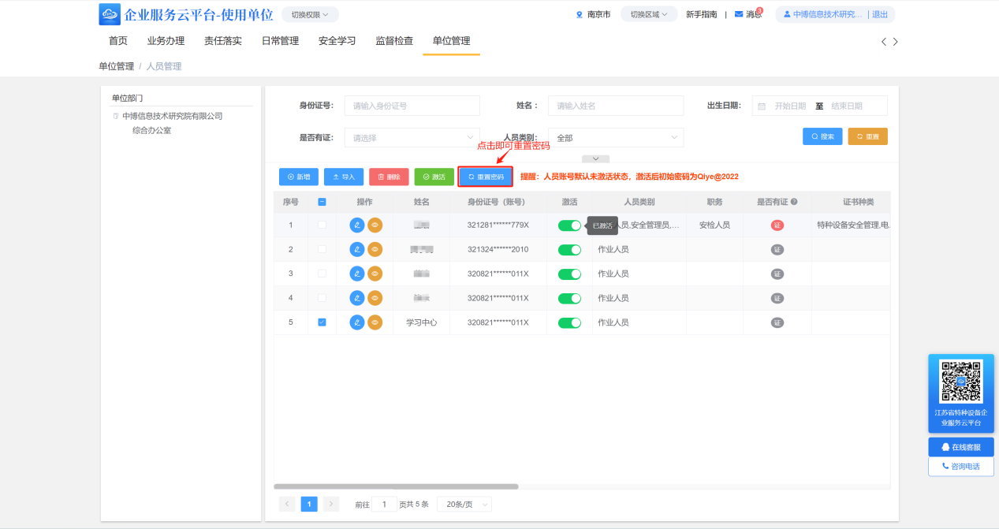 企业服务云平台-使用单位 切换权限 南京市 切换区域 新手指南 | 消息 3 中博信息技术研究... | 退出
首页 业务办理 责任落实 日常管理 安全学习 监督检查 单位管理
单位管理 / 人员管理
单位部门
中博信息技术研究院有限公司
综合办公室
身份证号: 请输入身份证号 姓名: 请输入姓名 出生日期: 开始日期 至 结束日期
是否有证: 请选择 人员类别: 全部 搜索 重置
点击即可重置密码
新增 导入 删除 激活 重置密码 提醒：人员账号默认未激活状态，激活后初始密码为Qiye@2022
序号 操作 姓名 身份证号（账号） 激活 人员类别 职务 是否有证 证书种类
1 321281******779X 已激活 人员,安全管理员,... 安检人员 证 特种设备安全管理,电
2 321324******2010 作业人员 证
3 320821******011X 作业人员 证
4 320821******011X 作业人员 证
5 学习中心 320821******011X 作业人员 证
1 前往 1 页共 5 条 20条/页
江苏省特种设备企
业服务云平台
在线客服
咨询电话